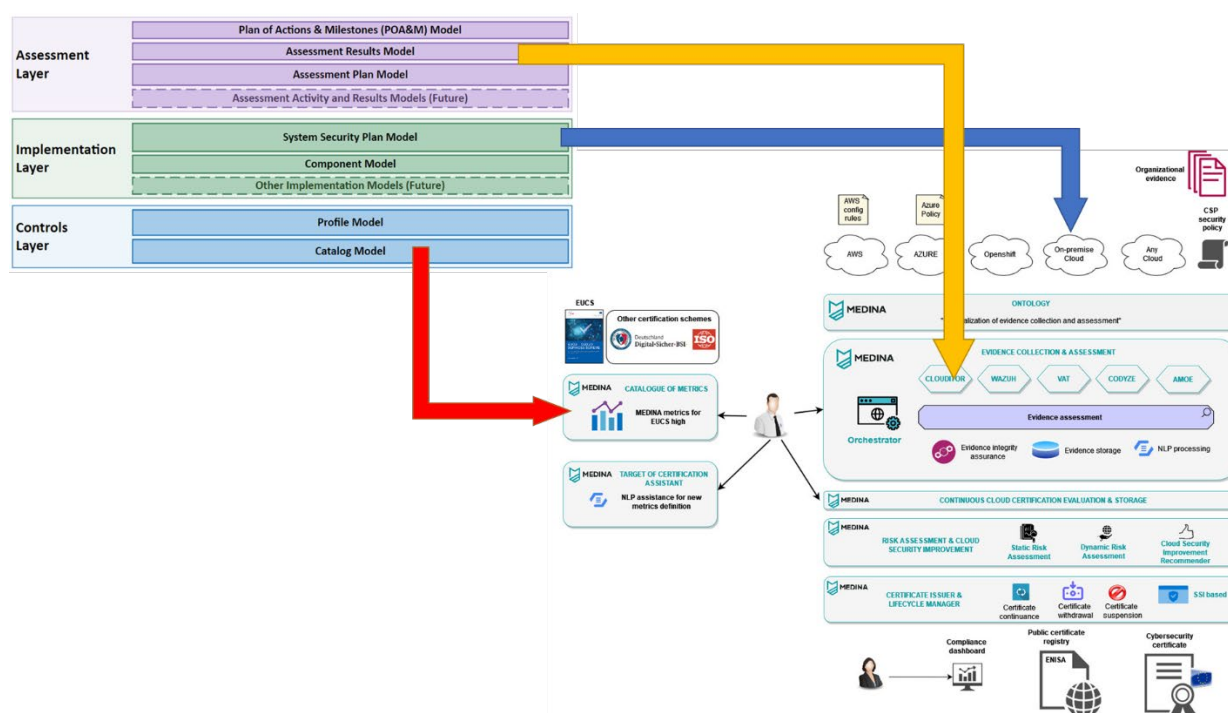 Assessment
Layer
Plan of Actions & Milestones (POA&M) Model
Assessment Results Model
Assessment Plan Model
Assessment Activity and Results Models (Future)
Implementation
Layer
System Security Plan Model
Component Model
Other Implementation Models (Future)
Controls
Layer
Profile Model
Catalog Model
Organizational
evidence
AWS
config
rules
Azure
Policy
CSP
security
policy
AWS
AZURE
Openshift
On-premise
Cloud
Any
Cloud
EUCS
Other certification schemes
Deutschland
Digital•Sicher•BSI
ISO
MEDINA
ONTOLOGY
of evidence collection and assessment"
MEDINA
EVIDENCE COLLECTION & ASSESSMENT
CLOUDITOR
WAZUH
VAT
CODYZE
AMOE
Orchestrator
Evidence assessment
Evidence integrity
assurance
Evidence storage
NLP processing
MEDINA
CATALOGUE OF METRICS
MEDINA metrics for
EUCS high
MEDINA
TARGET OF CERTIFICATION
ASSISTANT
NLP assistance for new
metrics definition
MEDINA
CONTINUOUS CLOUD CERTIFICATION EVALUATION & STORAGE
MEDINA
RISK ASSESSMENT & CLOUD
SECURITY IMPROVEMENT
Static Risk
Assessment
Dynamic Risk
Assessment
Cloud Security
Improvement
Recommender
MEDINA
CERTIFICATE ISSUER &
LIFECYCLE MANAGER
Certificate
continuance
Certificate
withdrawal
Certificate
suspension
SSI based
Compliance
dashboard
Public certificate
registry
ENISA
Cybersecurity
certificate